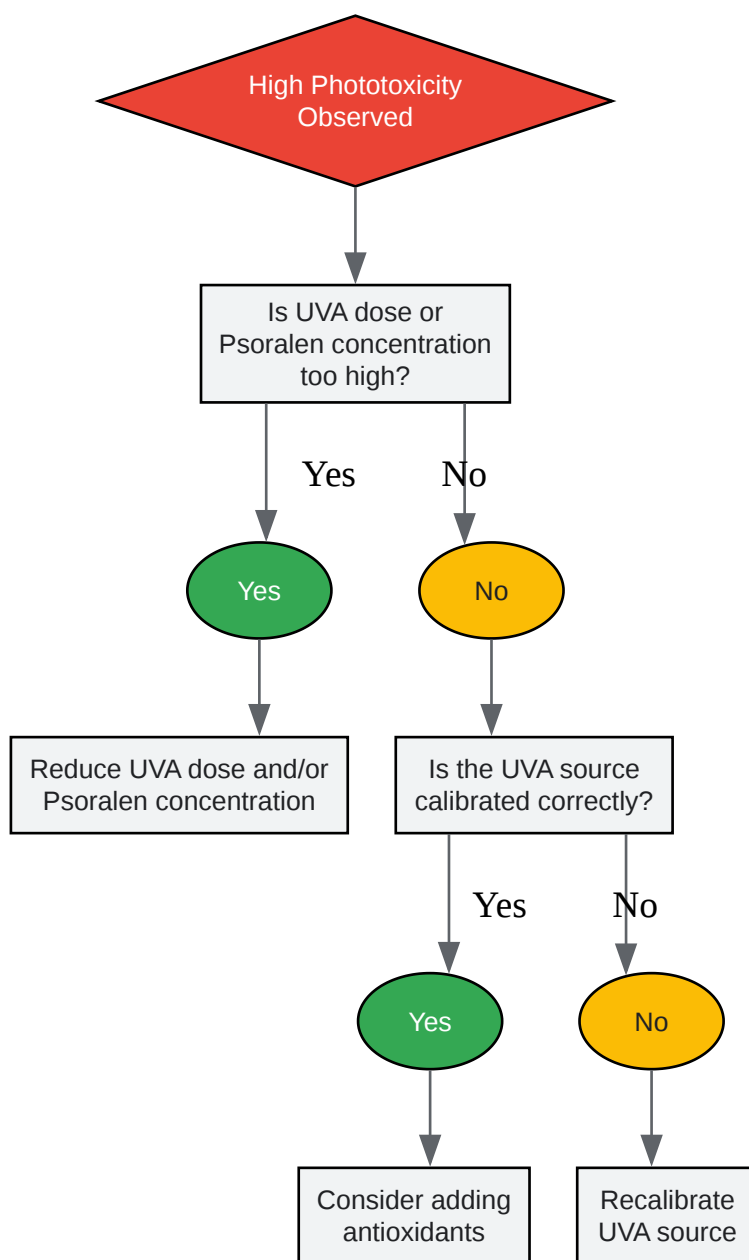 High Phototoxicity
Observed
Is UVA dose or
Psoralen concentration
too high?
Yes
No
Yes
No
Reduce UVA dose and/or
Psoralen concentration
Is the UVA source
calibrated correctly?
Yes
No
Yes
No
Consider adding
antioxidants
Recalibrate
UVA source